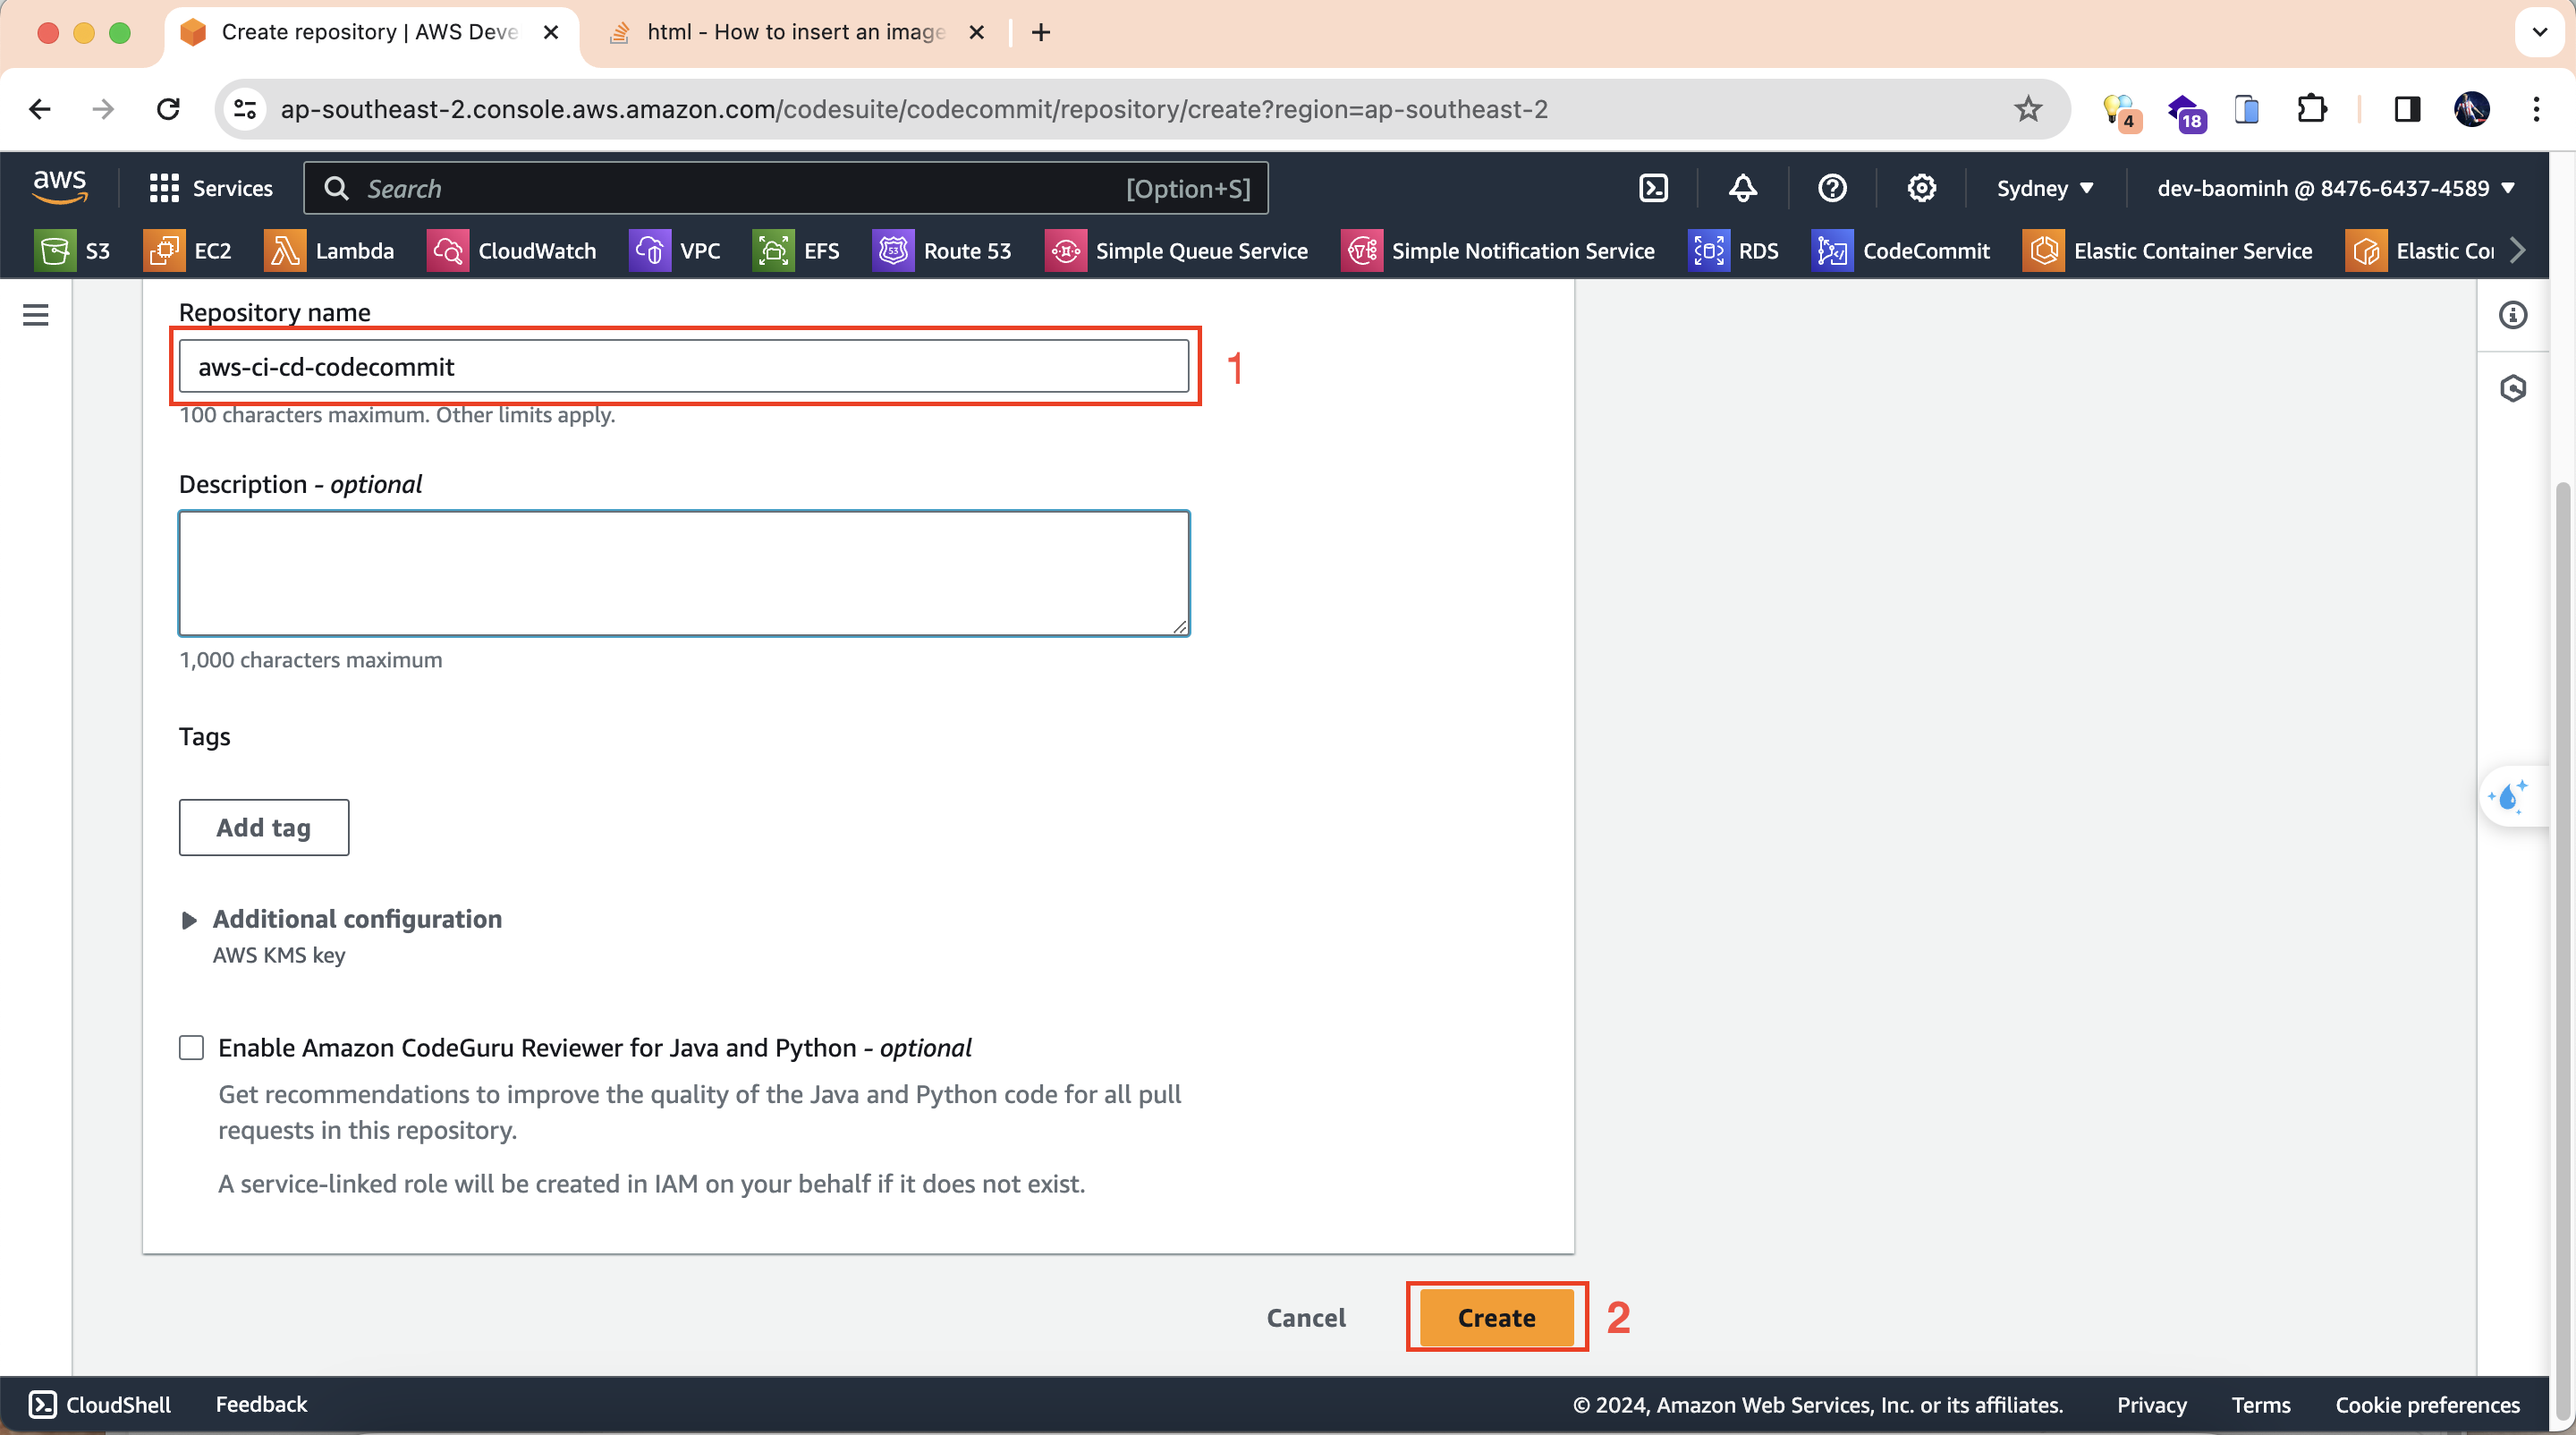 Create repository | AWS Deve
html - How to insert an image
ap-southeast-2.console.aws.amazon.com/codesuite/codecommit/repository/create?region=ap-southeast-2
4
18
aws
Services
Search
[Option+S]
Sydney
dev-baominh @ 8476-6437-4589
S3
EC2
Lambda
CloudWatch
VPC
EFS
Route 53
Simple Queue Service
Simple Notification Service
RDS
CodeCommit
Elastic Container Service
Elastic Co
Repository name
aws-ci-cd-codecommit
1
100 characters maximum. Other limits apply.
Description - optional
1,000 characters maximum
Tags
Add tag
Additional configuration
AWS KMS key
Enable Amazon CodeGuru Reviewer for Java and Python - optional
Get recommendations to improve the quality of the Java and Python code for all pull
requests in this repository.
A service-linked role will be created in IAM on your behalf if it does not exist.
Cancel
Create
2
CloudShell
Feedback
© 2024, Amazon Web Services, Inc. or its affiliates.
Privacy
Terms
Cookie preferences